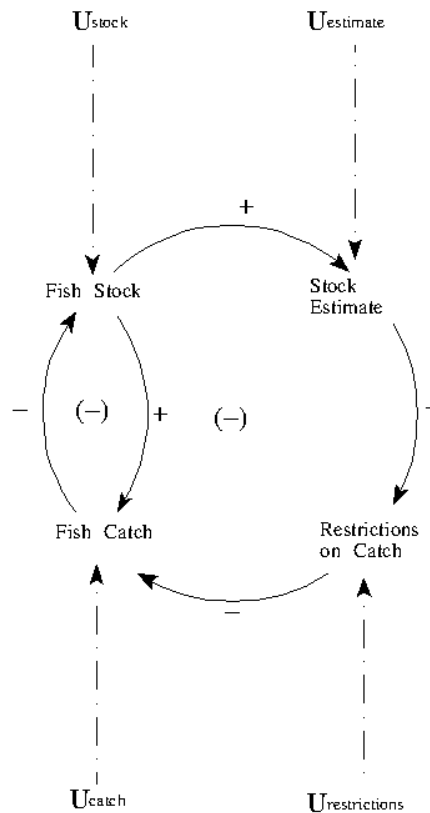 Ustock
Uestimate
+
Fish Stock
Stock
Estimate
–
(–)
+
(–)
–
Fish Catch
Restrictions
on Catch
–
Ucatch
Urestrictions